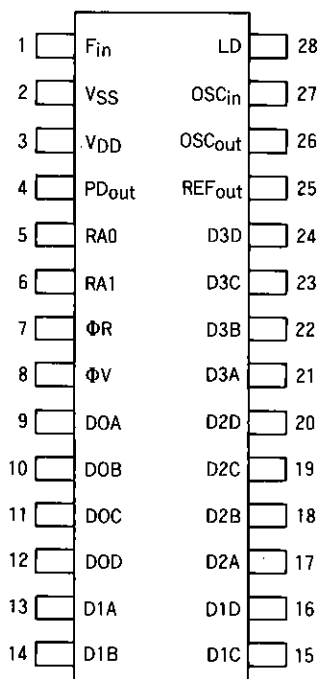 1 Fin LD 28
2 VSS OSCin 27
3 VDD OSCout 26
4 PDout REFout 25
5 RA0 D3D 24
6 RA1 D3C 23
7 ΦR D3B 22
8 ΦV D3A 21
9 DOA D2D 20
10 DOB D2C 19
11 DOC D2B 18
12 DOD D2A 17
13 D1A D1D 16
14 D1B D1C 15